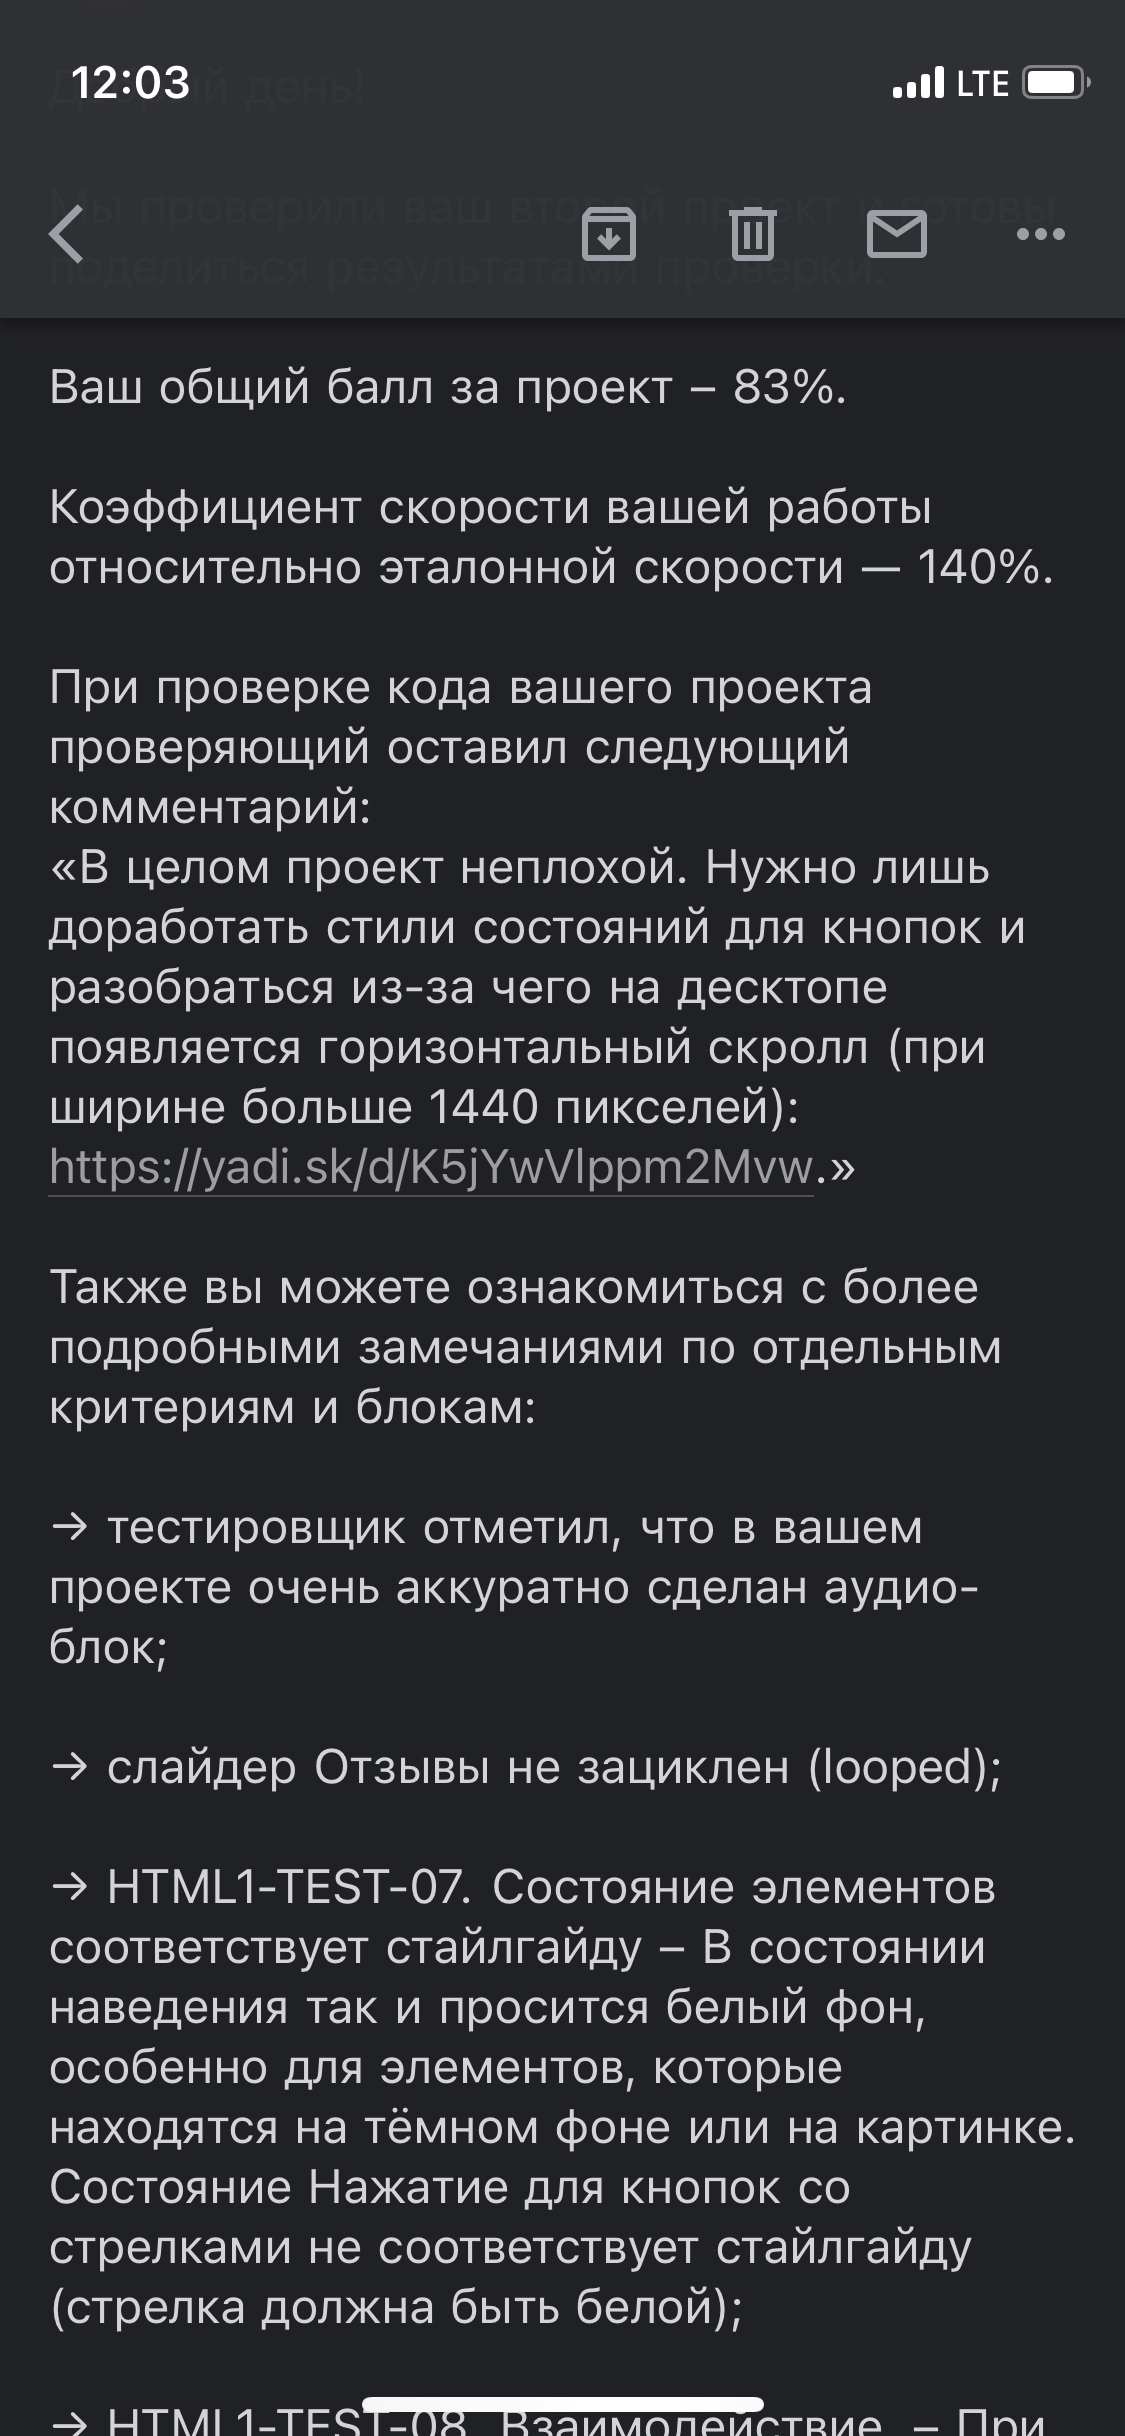 12:03
LTE
день!
Мы проверили ваш второй проект и готовы
поделиться результатами проверки.
Ваш общий балл за проект – 83%.
Коэффициент скорости вашей работы
относительно эталонной скорости — 140%.
При проверке кода вашего проекта
проверяющий оставил следующий
комментарий:
«В целом проект неплохой. Нужно лишь
доработать стили состояний для кнопок и
разобраться из-за чего на десктопе
появляется горизонтальный скролл (при
ширине больше 1440 пикселей):
https://yadi.sk/d/K5jYwVlppm2Mvw.»
Также вы можете ознакомиться с более
подробными замечаниями по отдельным
критериям и блокам:
→ тестировщик отметил, что в вашем
проекте очень аккуратно сделан аудио-
блок;
→ слайдер Отзывы не зациклен (looped);
→ HTML1-TEST-07. Состояние элементов
соответствует стайлгайду – В состоянии
наведения так и просится белый фон,
особенно для элементов, которые
находятся на тёмном фоне или на картинке.
Состояние Нажатие для кнопок со
стрелками не соответствует стайлгайду
(стрелка должна быть белой);
→ HTML1-TEST-08. Взаимодействие. – При